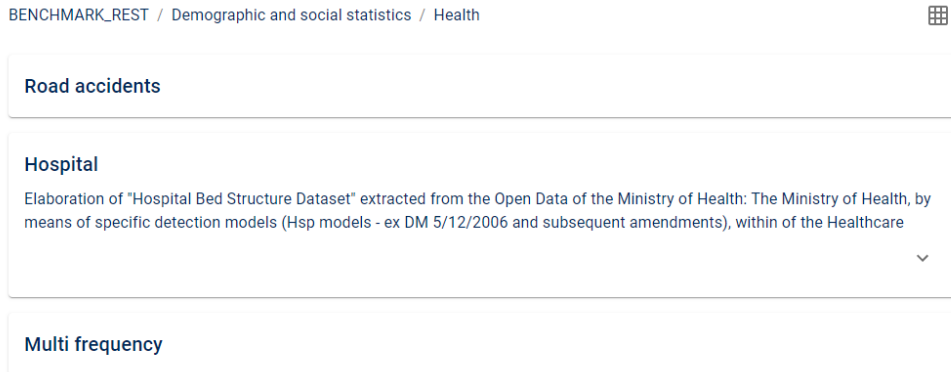 BENCHMARK_REST / Demographic and social statistics / Health
Road accidents
Hospital
Elaboration of "Hospital Bed Structure Dataset" extracted from the Open Data of the Ministry of Health: The Ministry of Health, by
means of specific detection models (Hsp models - ex DM 5/12/2006 and subsequent amendments), within of the Healthcare
Multi frequency